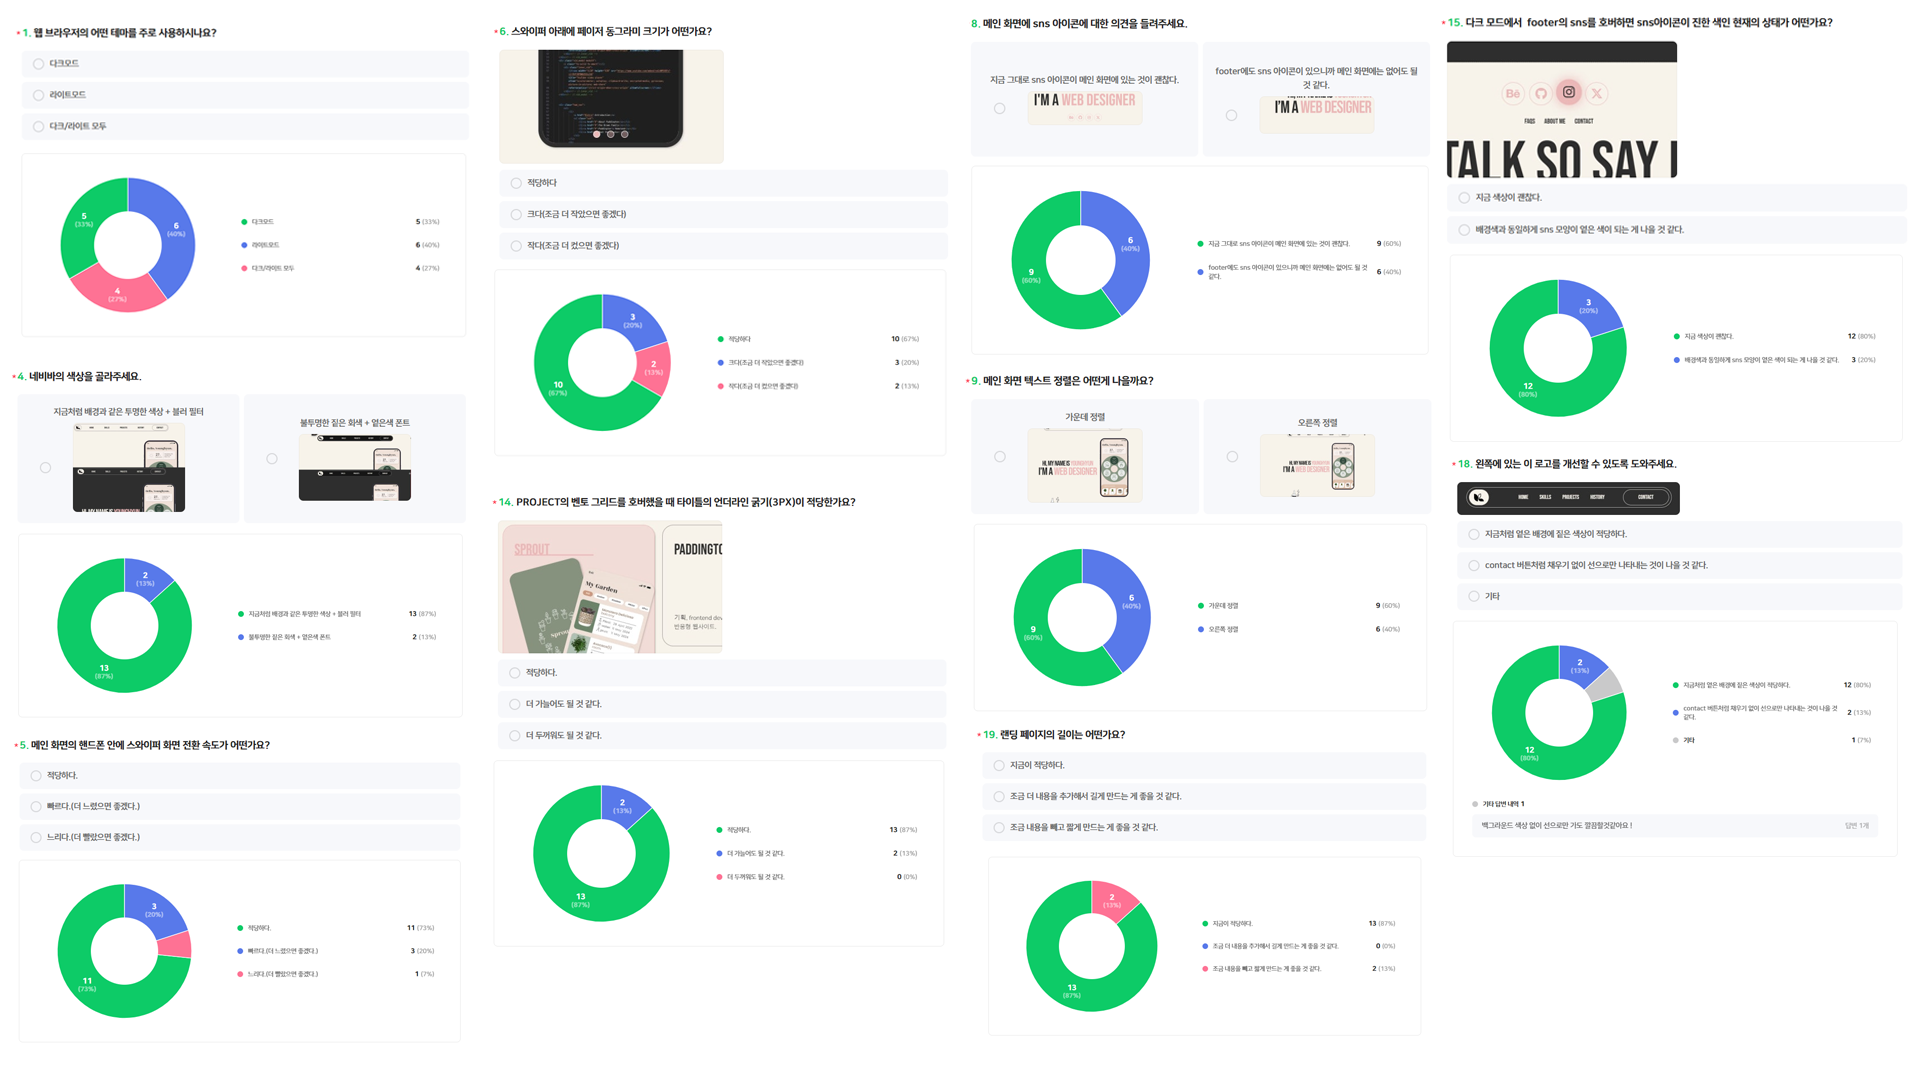 *1. 웹 브라우저의 어떤 테마를 주로 사용하시나요?
다크모드
라이트모드
다크/라이트 모두
5
(33%)
6
(40%)
4
(27%)
다크모드 5 (33%)
라이트모드 6 (40%)
다크/라이트 모두 4 (27%)
*4. 네비바의 색상을 골라주세요.
지금처럼 배경과 같은 투명한 색상 + 블러 필터
불투명한 짙은 회색 + 옅은색 폰트
2
(13%)
13
(87%)
지금처럼 배경과 같은 투명한 색상 + 블러 필터 13 (87%)
불투명한 짙은 회색 + 옅은색 폰트 2 (13%)
*5. 메인 화면의 핸드폰 안에 스와이퍼 화면 전환 속도가 어떤가요?
적당하다.
빠르다.(더 느렸으면 좋겠다.)
느리다.(더 빨랐으면 좋겠다.)
3
(20%)
11
(73%)
적당하다. 11 (73%)
빠르다.(더 느렸으면 좋겠다.) 3 (20%)
느리다.(더 빨랐으면 좋겠다.) 1 (7%)
*6. 스와이퍼 아래에 페이저 동그라미 크기가 어떤가요?
적당하다
크다(조금 더 작았으면 좋겠다)
작다(조금 더 컸으면 좋겠다)
3
(20%)
2
(13%)
10
(67%)
적당하다 10 (67%)
크다(조금 더 작았으면 좋겠다) 3 (20%)
작다(조금 더 컸으면 좋겠다) 2 (13%)
*14. PROJECT의 벤토 그리드를 호버했을 때 타이틀의 언더라인 굵기(3PX)이 적당한가요?
SPROUT
PADDINGTO
My Garden
기획, frontend dev
반응형 웹사이트,
적당하다.
더 가늘어도 될 것 같다.
더 두꺼워도 될 것 같다.
2
(13%)
13
(87%)
적당하다. 13 (87%)
더 가늘어도 될 것 같다. 2 (13%)
더 두꺼워도 될 것 같다. 0 (0%)
8. 메인 화면에 sns 아이콘에 대한 의견을 들려주세요.
지금 그대로 sns 아이콘이 메인 화면에 있는 것이 괜찮다.
I'M A WEB DESIGNER
footer에도 sns 아이콘이 있으니까 메인 화면에는 없어도 될
것 같다.
I'M A WEB DESIGNER
6
(40%)
9
(60%)
지금 그대로 sns 아이콘이 메인 화면에 있는 것이 괜찮다. 9 (60%)
footer에도 sns 아이콘이 있으니까 메인 화면에는 없어도 될 것
같다. 6 (40%)
*9. 메인 화면 텍스트 정렬은 어떤게 나을까요?
가운데 정렬
I'M A WEB DESIGNER
오른쪽 정렬
I'M A WEB DESIGNER
6
(40%)
9
(60%)
가운데 정렬 9 (60%)
오른쪽 정렬 6 (40%)
*19. 랜딩 페이지의 길이는 어떤가요?
지금이 적당하다.
조금 더 내용을 추가해서 길게 만드는 게 좋을 것 같다.
조금 내용을 빼고 짧게 만드는 게 좋을 것 같다.
2
(13%)
13
(87%)
지금이 적당하다. 13 (87%)
조금 더 내용을 추가해서 길게 만드는 게 좋을 것 같다. 0 (0%)
조금 내용을 빼고 짧게 만드는 게 좋을 것 같다. 2 (13%)
*15. 다크 모드에서 footer의 sns를 호버하면 sns아이콘이 진한 색인 현재의 상태가 어떤가요?
Bē
FAQS ABOUT ME CONTACT
TALK SO SAY
지금 색상이 괜찮다.
배경색과 동일하게 sns 모양이 옅은 색이 되는 게 나을 것 같다.
3
(20%)
12
(80%)
지금 색상이 괜찮다. 12 (80%)
배경색과 동일하게 sns 모양이 옅은 색이 되는 게 나을 것 같다. 3 (20%)
*18. 왼쪽에 있는 이 로고를 개선할 수 있도록 도와주세요.
HOME SKILLS PROJECTS HISTORY CONTACT
지금처럼 옅은 배경에 짙은 색상이 적당하다.
contact 버튼처럼 채우기 없이 선으로만 나타내는 것이 나을 것 같다.
기타
2
(13%)
12
(80%)
지금처럼 옅은 배경에 짙은 색상이 적당하다. 12 (80%)
contact 버튼처럼 채우기 없이 선으로만 나타내는 것이 나을 것
같다. 2 (13%)
기타 1 (7%)
기타 답변 내역 1
백그라운드 색상 없이 선으로만 가도 깔끔할것같아요 ! 답변 1개